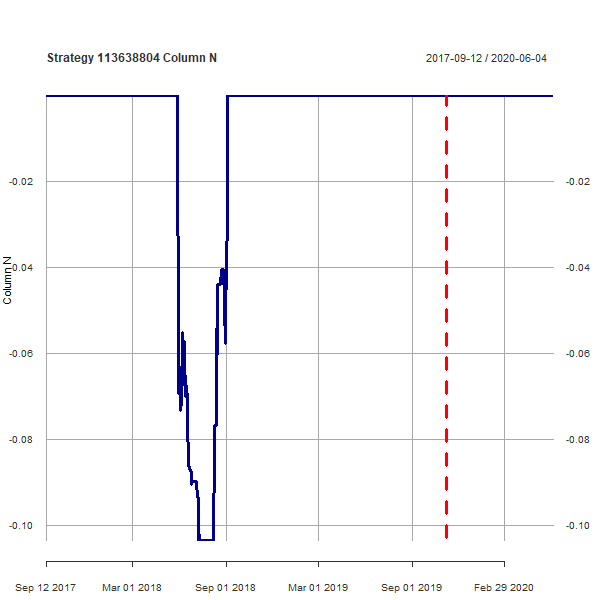 Strategy 113638804 Column N
2017-09-12 / 2020-06-04
-0.02
-0.02
-0.04
-0.04
-0.06
-0.06
-0.08
-0.08
-0.10
-0.10
Column N
Sep 12 2017
Mar 01 2018
Sep 01 2018
Mar 01 2019
Sep 01 2019
Feb 29 2020